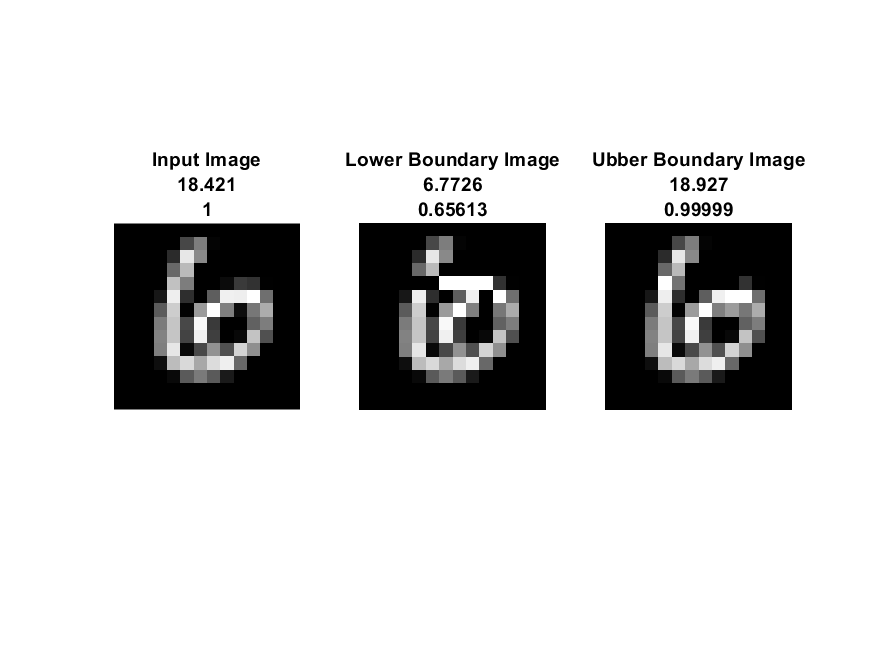 Input Image
18.421
1
Lower Boundary Image
6.7726
0.65613
Ubber Boundary Image
18.927
0.99999